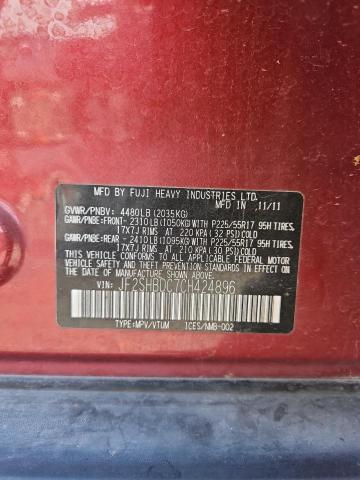 MFD BY FUJI HEAVY INDUSTRIES LTD.
IN 11/11
GVWR/PNBV: 4480LB (2035KG)
GAWR/PNBE:FRONT- 2310LB (1050KG) WITH P225/55R17 95H TIRES,
17X7J RIMS AT 220 KPA (32 PSI) COLD
GAWR/PNBE:REAR - 2410LB (1095KG) WITH P225/55R17 95H TIRES,
17X7J RIMS AT 210 KPA (30 PSI) COLD
THIS VEHICLE CONFORMS TO ALL APPLICABLE FEDERAL MOTOR
VEHICLE SAFETY, BUMPER, AND THEFT PREVENTION STANDARDS
IN EFFECT ON THE DATE OF MANUFACTURE SHOWN ABOVE.
VIN: JF2SHBDC7CH424896
TYPE:MPV/VTUM ICES/NMB-002